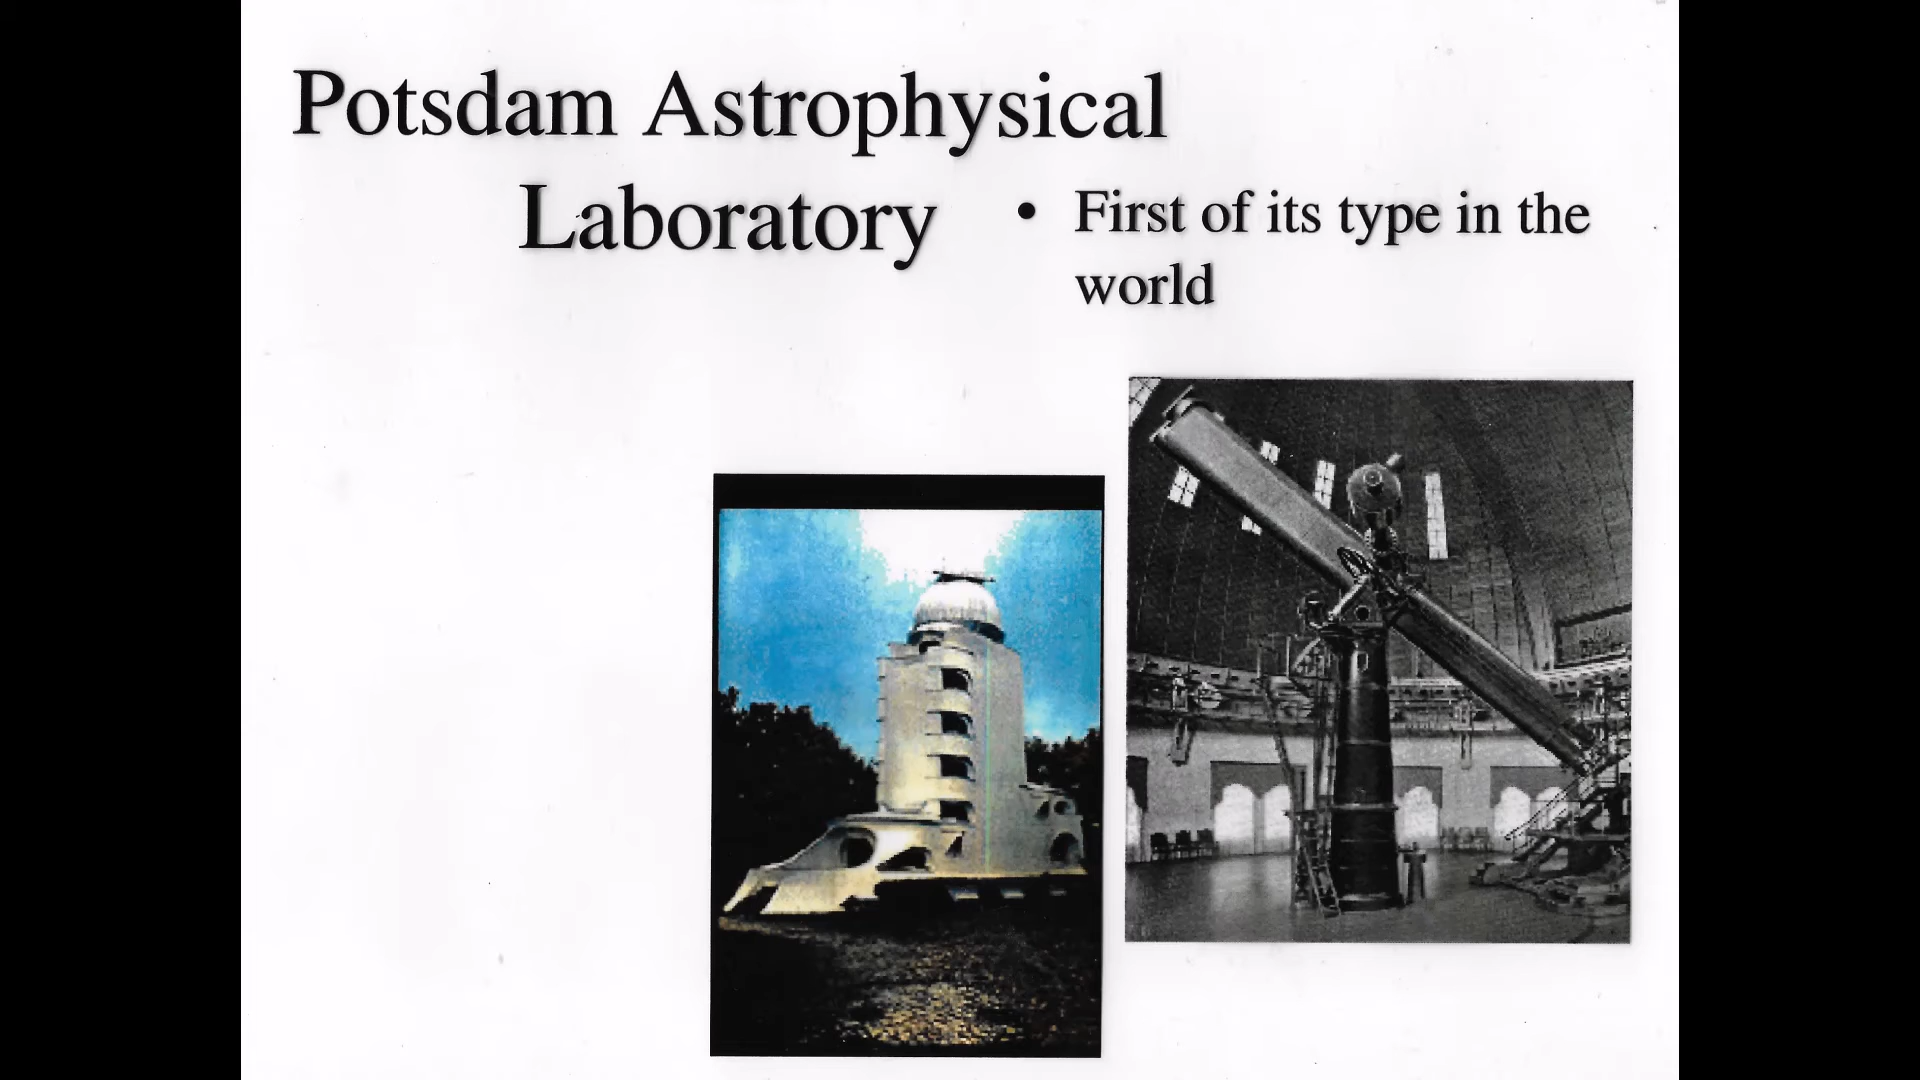 Potsdam Astrophysical
Laboratory
• First of its type in the
world